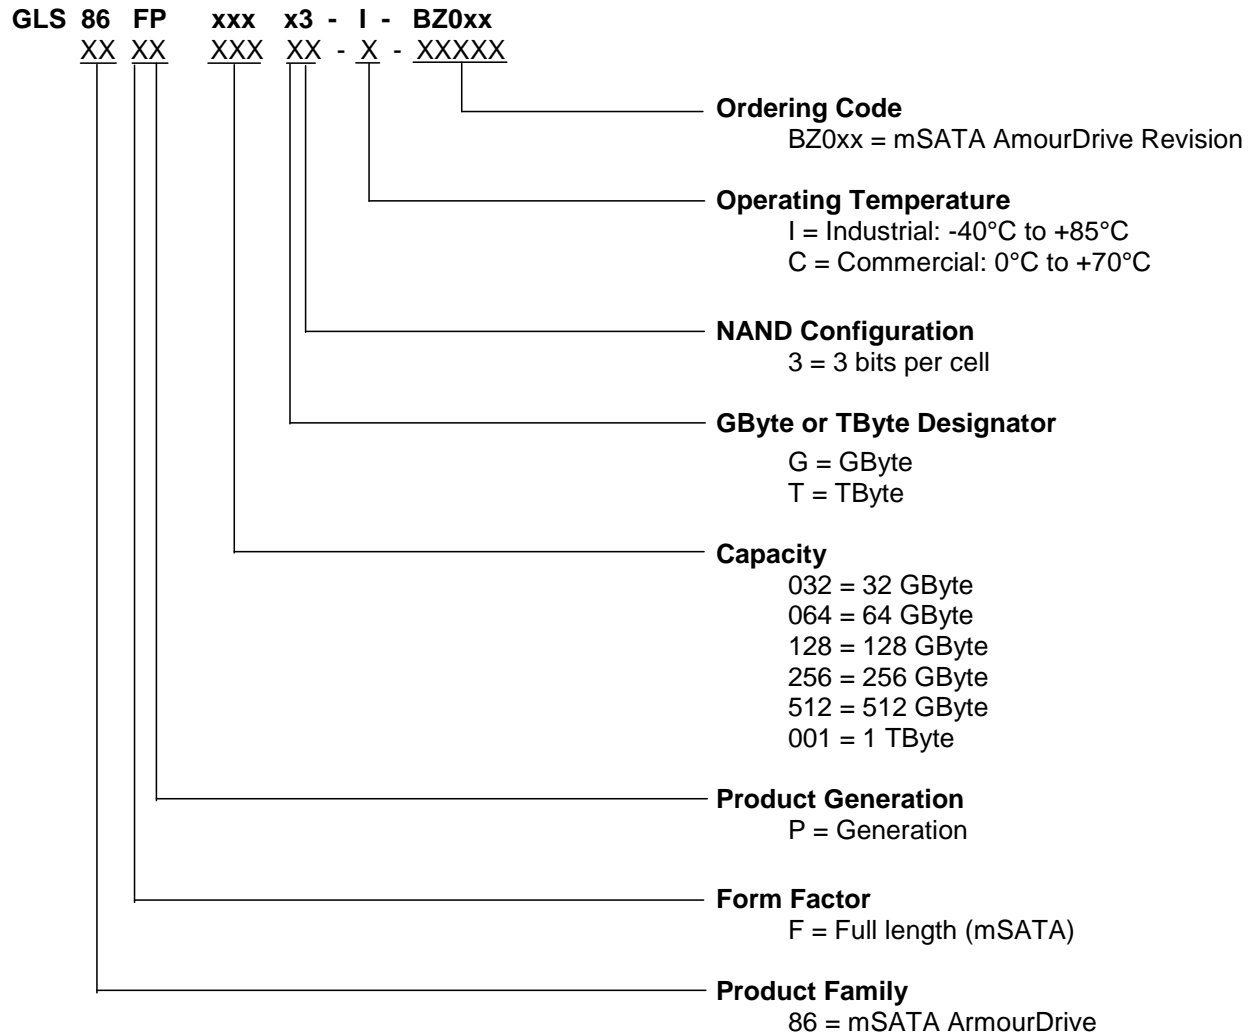 GLS 86 FP xxx x3 - I - BZ0xx
XX XX XXX XX - X - XXXXX
Ordering Code
BZ0xx = mSATA AmourDrive Revision
Operating Temperature
I = Industrial: -40°C to +85°C
C = Commercial: 0°C to +70°C
NAND Configuration
3 = 3 bits per cell
GByte or TByte Designator
G = GByte
T = TByte
Capacity
032 = 32 GByte
064 = 64 GByte
128 = 128 GByte
256 = 256 GByte
512 = 512 GByte
001 = 1 TByte
Product Generation
P = Generation
Form Factor
F = Full length (mSATA)
Product Family
86 = mSATA ArmourDrive